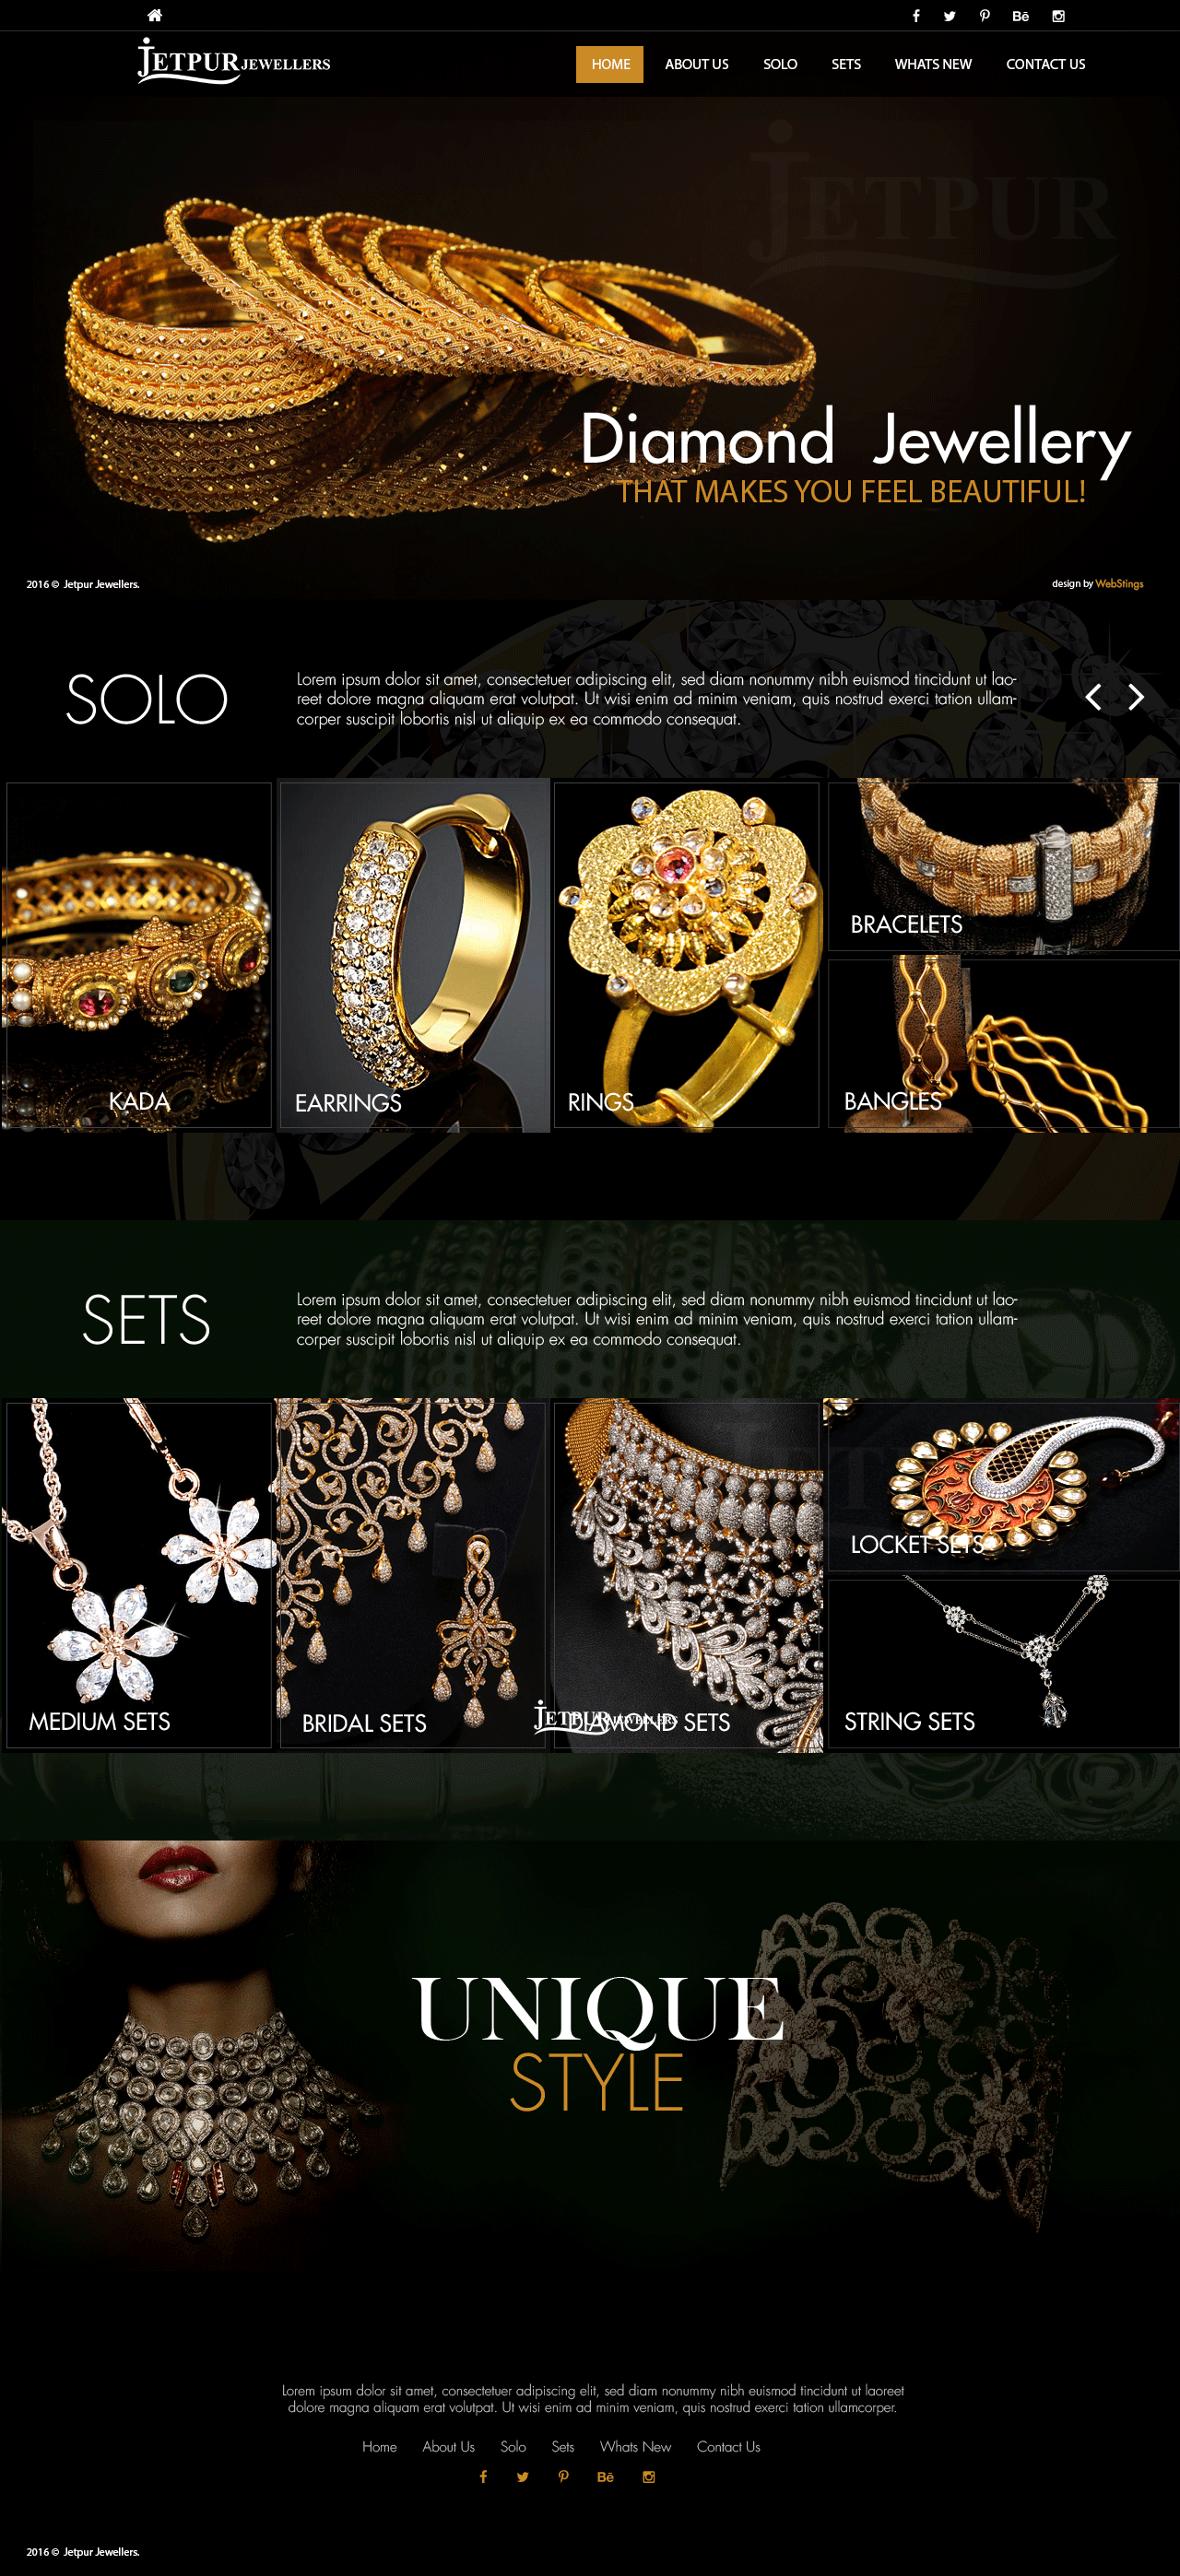 JETPUR JEWELLERS
HOME ABOUT US SOLO SETS WHATS NEW CONTACT US
JETPUR
Diamond Jewellery
THAT MAKES YOU FEEL BEAUTIFUL!
2016 © Jetpur Jewellers.
design by WebStings
SOLO
Lorem ipsum dolor sit amet, consectetuer adipiscing elit, sed diam nonummy nibh euismod tincidunt ut lao-
reet dolore magna aliquam erat volutpat. Ut wisi enim ad minim veniam, quis nostrud exerci tation ullam-
corper suscipit lobortis nisl ut aliquip ex ea commodo consequat.
KADA
EARRINGS
RINGS
BRACELETS
BANGLES
SETS
Lorem ipsum dolor sit amet, consectetuer adipiscing elit, sed diam nonummy nibh euismod tincidunt ut lao-
reet dolore magna aliquam erat volutpat. Ut wisi enim ad minim veniam, quis nostrud exerci tation ullam-
corper suscipit lobortis nisl ut aliquip ex ea commodo consequat.
MEDIUM SETS
BRIDAL SETS
JETPUR JEWELLERS
DIAMOND SETS
LOCKET SETS
STRING SETS
UNIQUE
STYLE
Lorem ipsum dolor sit amet, consectetuer adipiscing elit, sed diam nonummy nibh euismod tincidunt ut laoreet
dolore magna aliquam erat volutpat. Ut wisi enim ad minim veniam, quis nostrud exerci tation ullamcorper.
Home About Us Solo Sets Whats New Contact Us
2016 © Jetpur Jewellers.